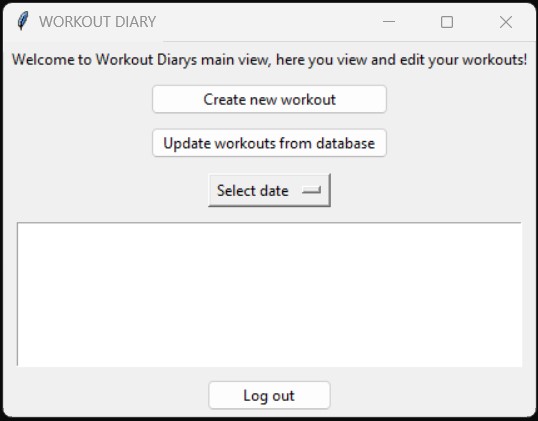 WORKOUT DIARY
Welcome to Workout Diarys main view, here you view and edit your workouts!
Create new workout
Update workouts from database
Select date
Log out